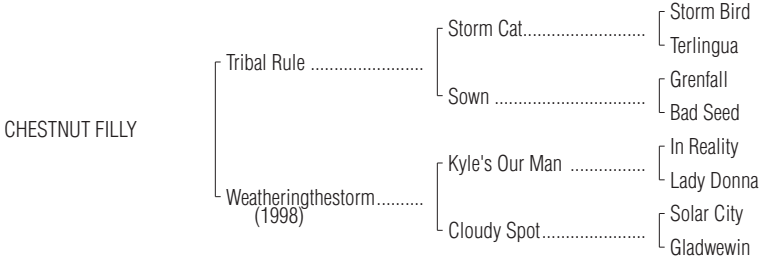 Storm Bird
Storm Cat..........................
Terlingua
Tribal Rule ........................
Grenfall
Sown ................................
Bad Seed
CHESTNUT FILLY
In Reality
Kyle's Our Man ................
Lady Donna
Weatheringthestorm..........
(1998)
Solar City
Cloudy Spot......................
Gladwewin